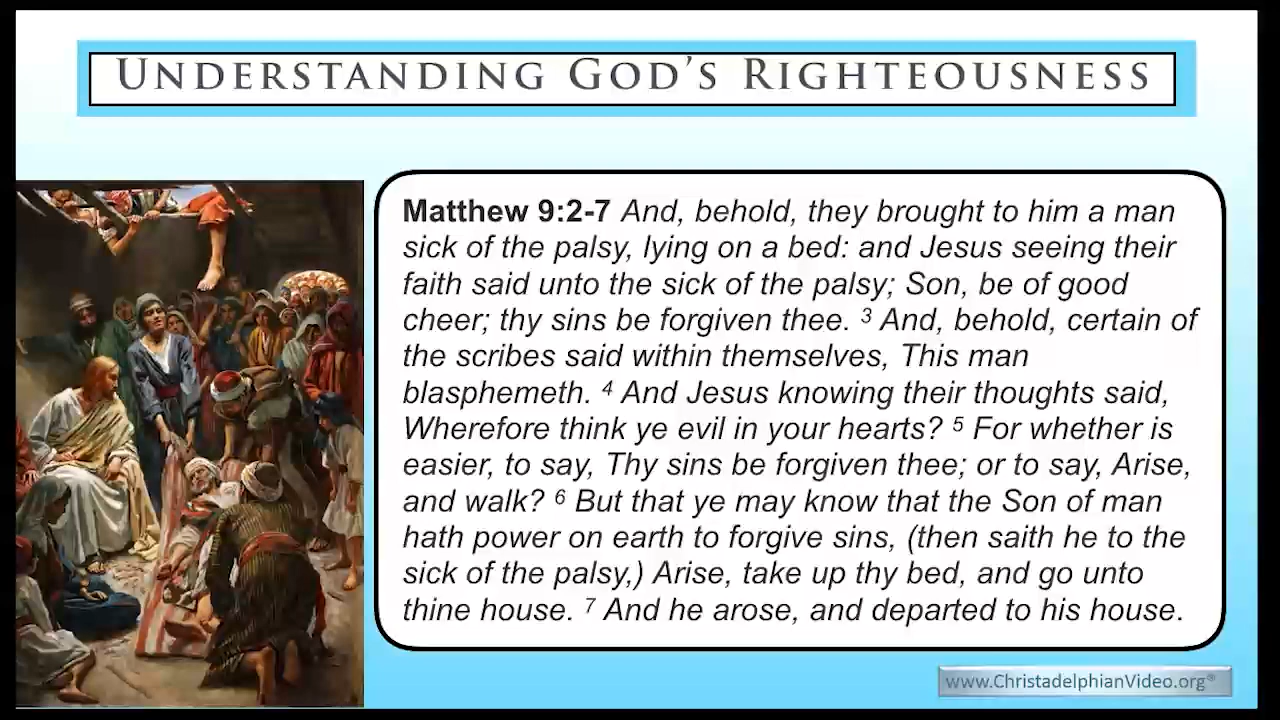 UNDERSTANDING GOD'S RIGHTEOUSNESS
Matthew 9:2-7 And, behold, they brought to him a man
sick of the palsy, lying on a bed: and Jesus seeing their
faith said unto the sick of the palsy; Son, be of good
cheer; thy sins be forgiven thee. ³ And, behold, certain of
the scribes said within themselves, This man
blasphemeth. ⁴ And Jesus knowing their thoughts said,
Wherefore think ye evil in your hearts? ⁵ For whether is
easier, to say, Thy sins be forgiven thee; or to say, Arise,
and walk? ⁶ But that ye may know that the Son of man
hath power on earth to forgive sins, (then saith he to the
sick of the palsy,) Arise, take up thy bed, and go unto
thine house. ⁷ And he arose, and departed to his house.
www.ChristadelphianVideo.org®